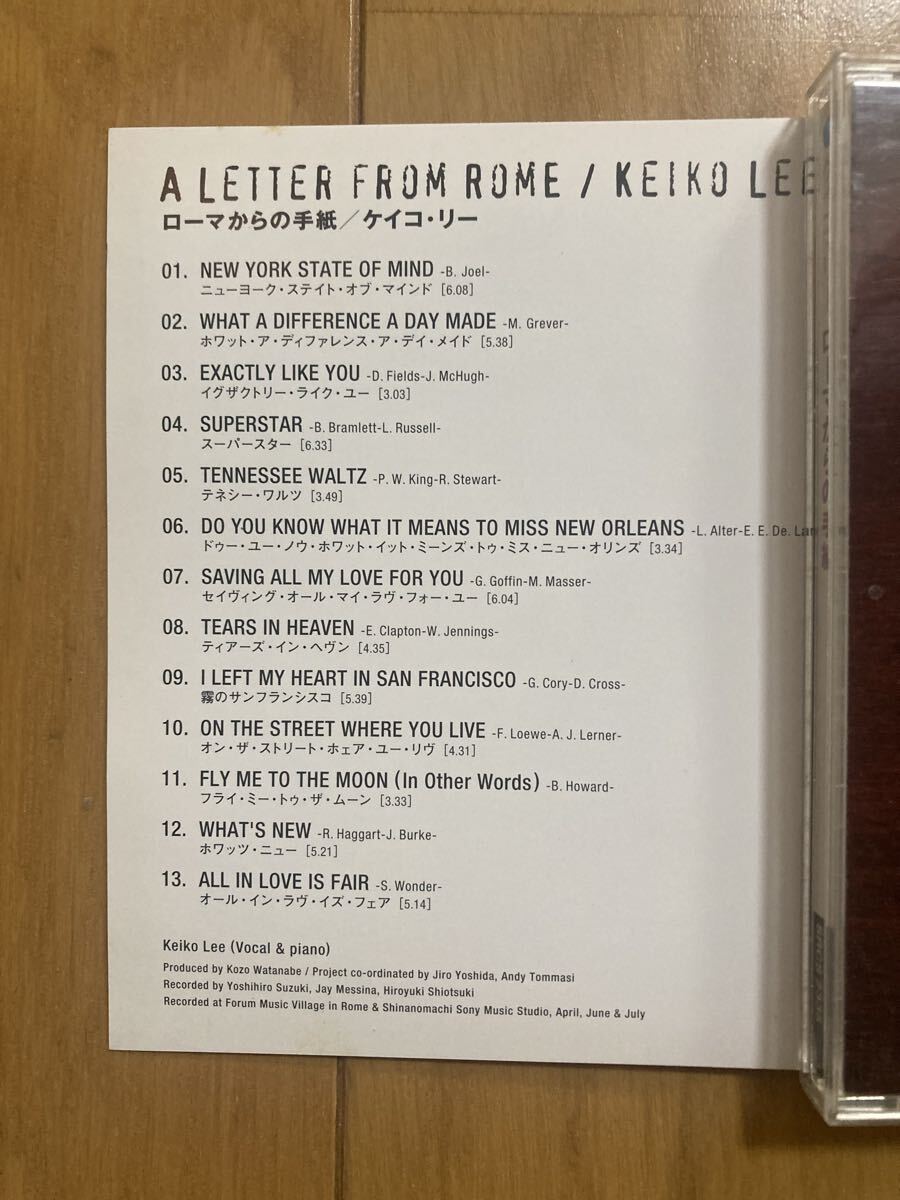 A LETTER FROM ROME / KEIKO LEE
ローマからの手紙／ケイコ・リー
01. NEW YORK STATE OF MIND -B. Joel-
ニューヨーク・ステイト・オブ・マインド [6.08]
02. WHAT A DIFFERENCE A DAY MADE -M. Grever-
ホワット・ア・ディファレンス・ア・デイ・メイド [5.38]
03. EXACTLY LIKE YOU -D. Fields-J. McHugh-
イグザクトリー・ライク・ユー [3.03]
04. SUPERSTAR -B. Bramlett-L. Russell-
スーパースター [6.33]
05. TENNESSEE WALTZ -P. W. King-R. Stewart-
テネシー・ワルツ [3.49]
06. DO YOU KNOW WHAT IT MEANS TO MISS NEW ORLEANS -L. Alter-E. E. De.
ドゥー・ユー・ノウ・ホワット・イット・ミーンズ・トゥ・ミス・ニュー・オリンズ [3.34]
07. SAVING ALL MY LOVE FOR YOU -G. Goffin-M. Masser-
セイヴィング・オール・マイ・ラヴ・フォー・ユー [6.04]
08. TEARS IN HEAVEN -E. Clapton-W. Jennings-
ティアーズ・イン・ヘヴン [4.35]
09. I LEFT MY HEART IN SAN FRANCISCO -G. Cory-D. Cross-
霧のサンフランシスコ [5.39]
10. ON THE STREET WHERE YOU LIVE -F. Loewe-A. J. Lerner-
オン・ザ・ストリート・ホェア・ユー・リヴ [4.31]
11. FLY ME TO THE MOON (In Other Words) -B. Howard-
フライ・ミー・トゥ・ザ・ムーン [3.33]
12. WHAT'S NEW -R. Haggart-J. Burke-
ホワッツ・ニュー [5.21]
13. ALL IN LOVE IS FAIR -S. Wonder-
オール・イン・ラヴ・イズ・フェア [5.14]
Keiko Lee (Vocal & piano)
Produced by Kozo Watanabe / Project co-ordinated by Jiro Yoshida, Andy Tommasi
Recorded by Yoshihiro Suzuki, Jay Messina, Hiroyuki Shiotsuki
Recorded at Forum Music Village in Rome & Shinanomachi Sony Music Studio, April, June & July